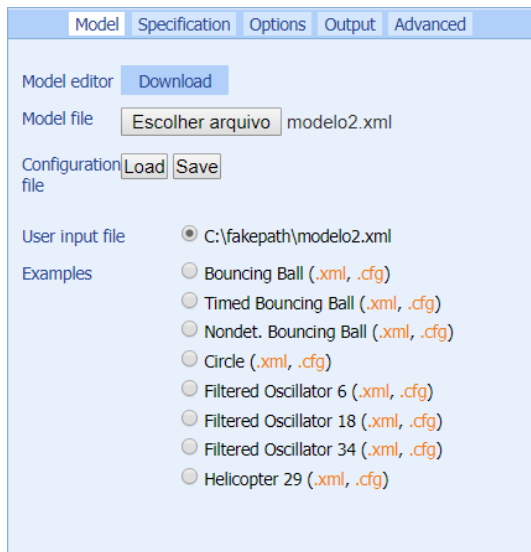 Model Specification Options Output Advanced
Model editor Download
Model file Escolher arquivo modelo2.xml
Configuration Load Save
file
User input file C:\fakepath\modelo2.xml
Examples Bouncing Ball (.xml, .cfg)
Timed Bouncing Ball (.xml, .cfg)
Nondet. Bouncing Ball (.xml, .cfg)
Circle (.xml, .cfg)
Filtered Oscillator 6 (.xml, .cfg)
Filtered Oscillator 18 (.xml, .cfg)
Filtered Oscillator 34 (.xml, .cfg)
Helicopter 29 (.xml, .cfg)